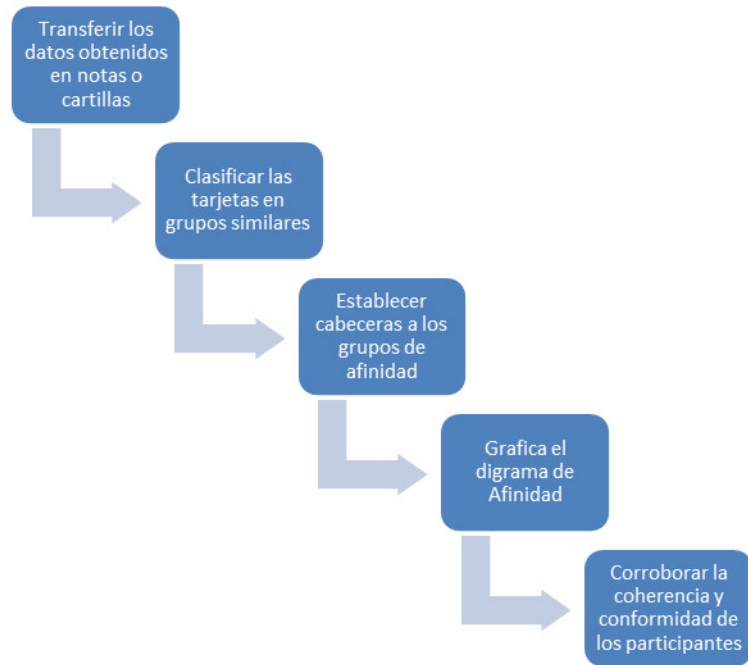 Transferir los
datos obtenidos
en notas o
cartillas
Clasificar las
tarjetas en
grupos similares
Establecer
cabeceras a los
grupos de
afinidad
Grafica el
digrama de
Afinidad
Corroborar la
coherencia y
conformidad de
los participantes